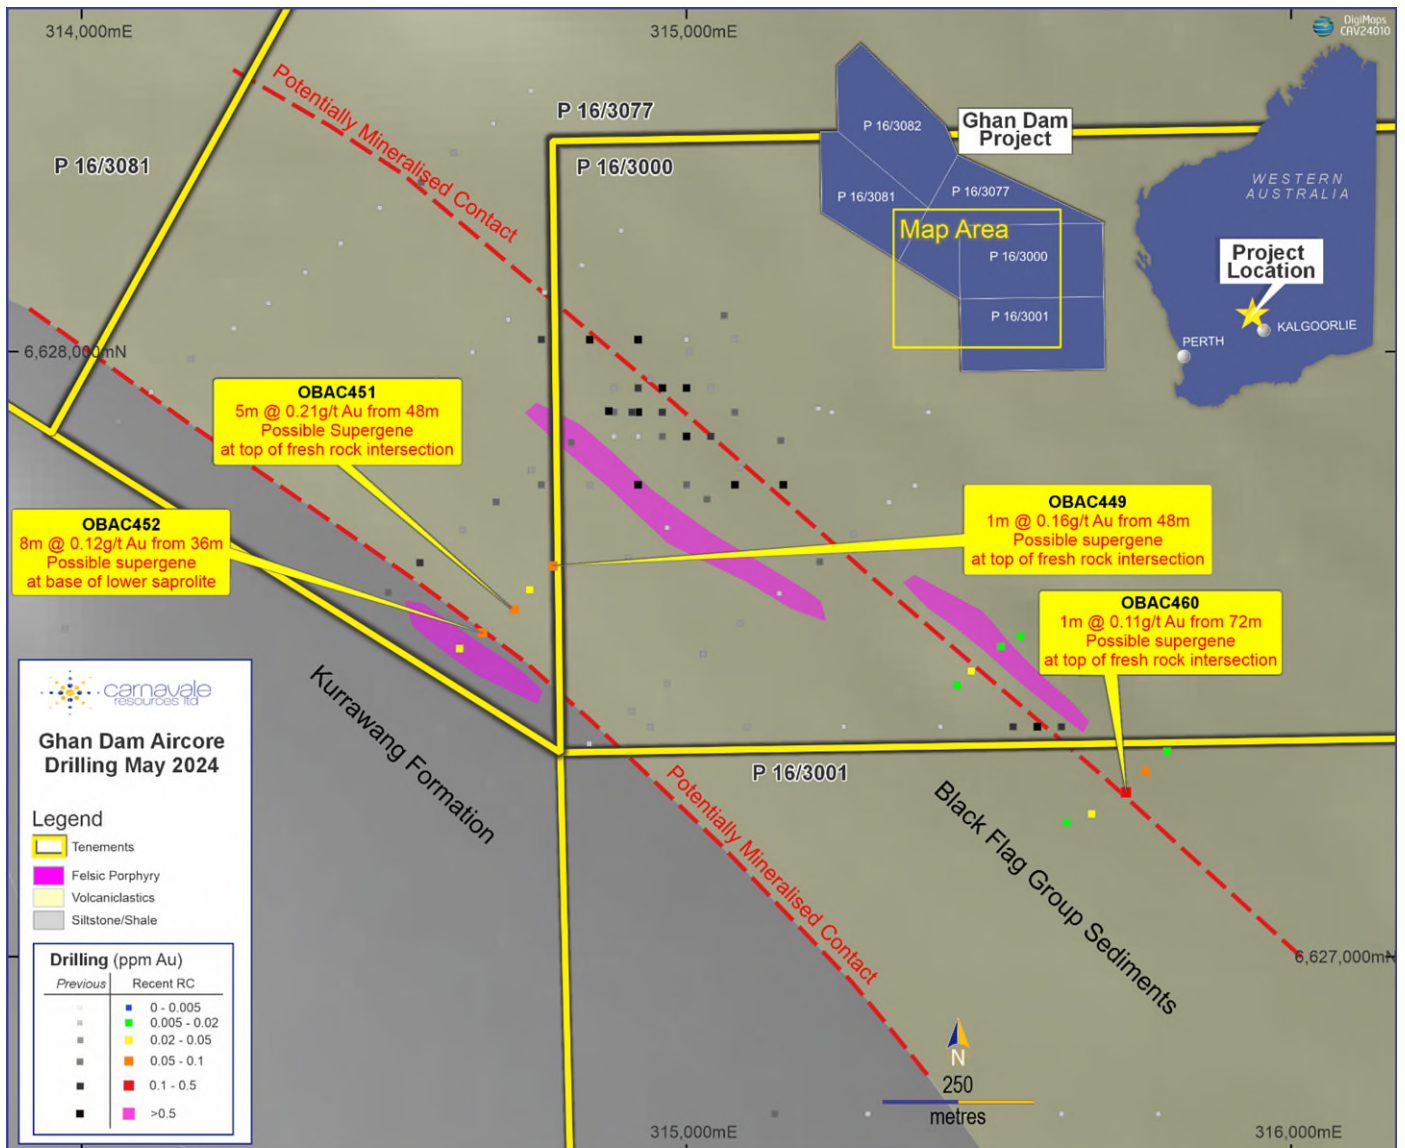 314,000mE
315,000mE
DigiMaps
CAV24010
Potentially Mineralised Contact
P 16/3077
P 16/3081
P 16/3000
P 16/3082
Ghan Dam
Project
P 16/3081
P 16/3077
Map Area
P 16/3000
P 16/3001
WESTERN
AUSTRALIA
Project
Location
KALGOORLIE
PERTH
6,628,000mN
OBAC451
5m @ 0.21g/t Au from 48m
Possible Supergene
at top of fresh rock intersection
OBAC452
8m @ 0.12g/t Au from 36m
Possible supergene
at base of lower saprolite
OBAC449
1m @ 0.16g/t Au from 48m
Possible supergene
at top of fresh rock intersection
OBAC460
1m @ 0.11g/t Au from 72m
Possible supergene
at top of fresh rock intersection
Kurrawang Formation
P 16/3001
Potentially Mineralised Contact
Black Flag Group Sediments
6,627,000mN
carnavale
resources ltd
Ghan Dam Aircore
Drilling May 2024
Legend
Tenements
Felsic Porphyry
Volcaniclastics
Siltstone/Shale
Drilling (ppm Au)
Previous Recent RC
0 - 0.005
0.005 - 0.02
0.02 - 0.05
0.05 - 0.1
0.1 - 0.5
>0.5
N
250
metres
315,000mE
316,000mE